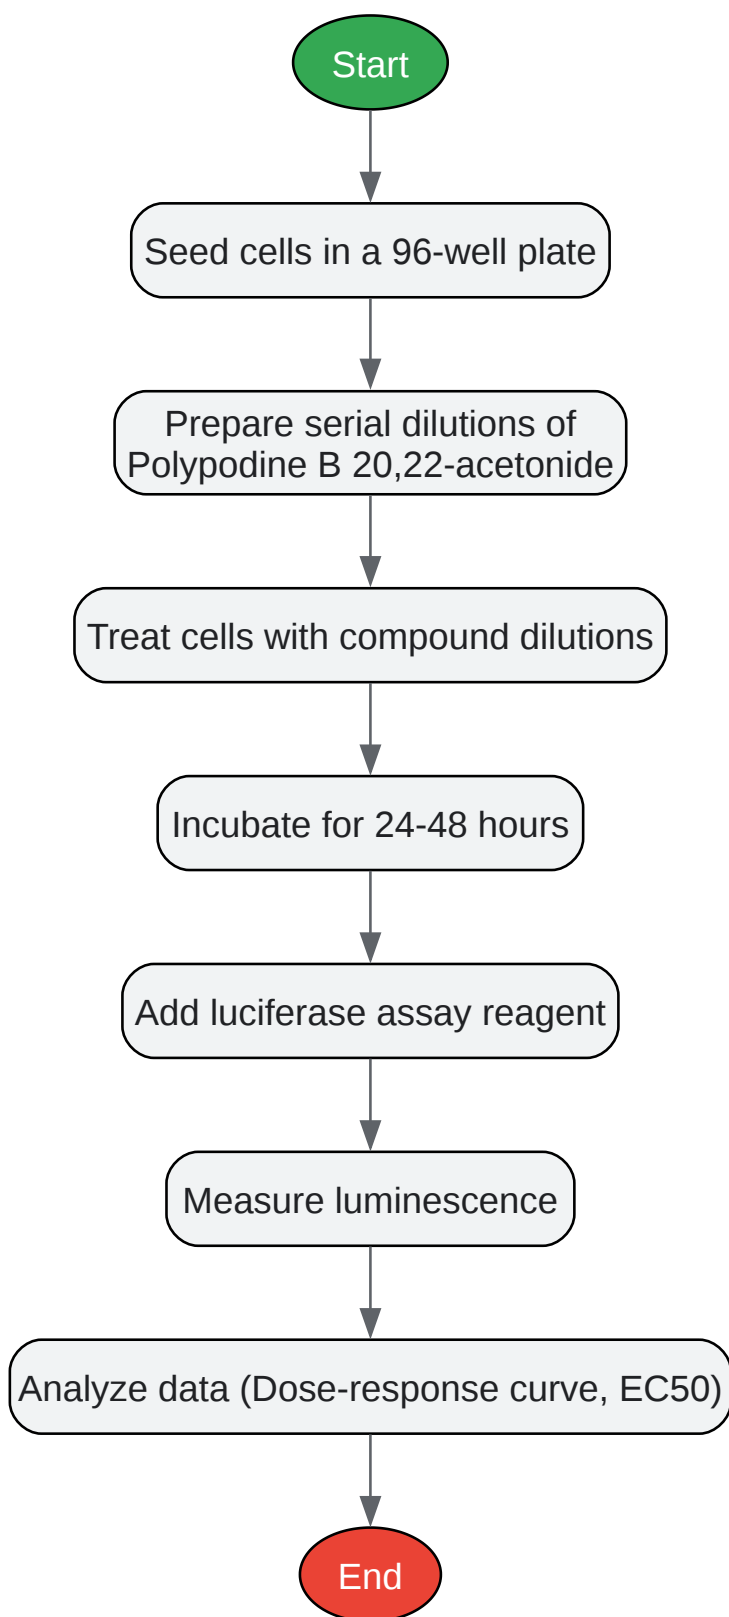 Start
Seed cells in a 96-well plate
Prepare serial dilutions of
Polypodine B 20,22-acetonide
Treat cells with compound dilutions
Incubate for 24-48 hours
Add luciferase assay reagent
Measure luminescence
Analyze data (Dose-response curve, EC50)
End